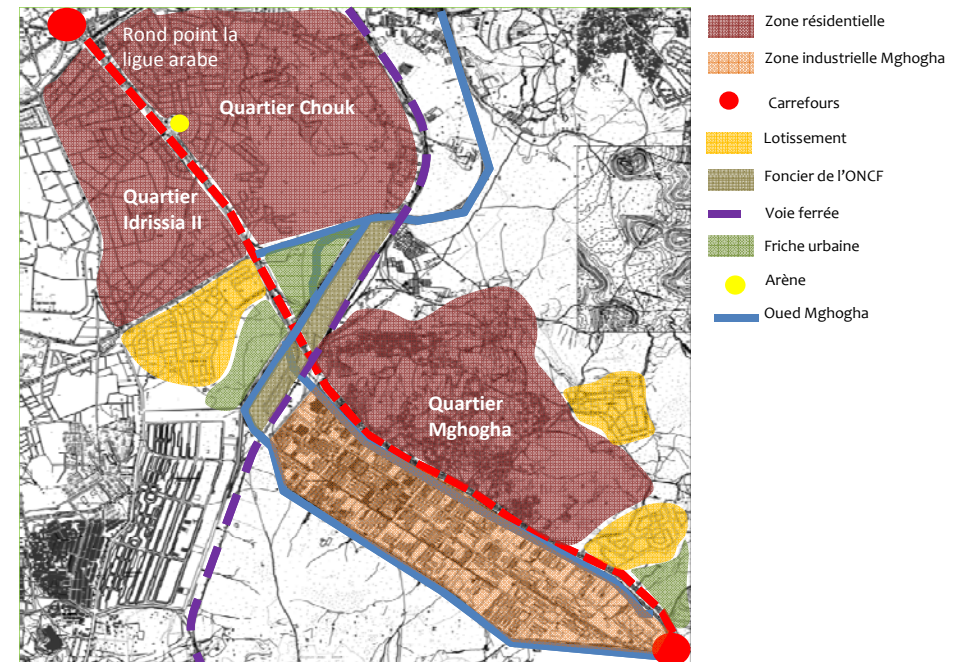 Rond point la
ligue arabe
Quartier Chouk
Quartier
Idrissia II
Quartier
Mghogha
Zone résidentielle
Zone industrielle Mghogha
Carrefours
Lotissement
Foncier de l'ONCF
Voie ferrée
Friche urbaine
Arène
Oued Mghogha